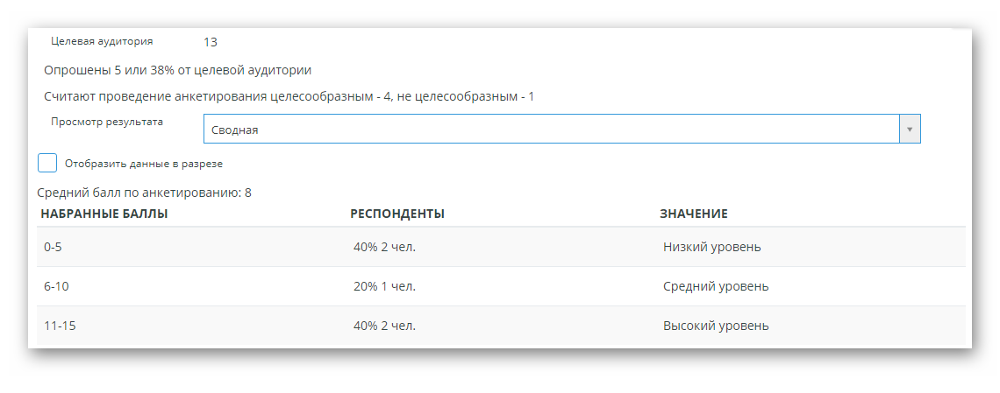 Целевая аудитория 13
Опрошены 5 или 38% от целевой аудитории
Считают проведение анкетирования целесообразным - 4, не целесообразным - 1
Просмотр результата Сводная
Отобразить данные в разрезе
Средний балл по анкетированию: 8
НАБРАННЫЕ БАЛЛЫ РЕСПОНДЕНТЫ ЗНАЧЕНИЕ
0-5 40% 2 чел. Низкий уровень
6-10 20% 1 чел. Средний уровень
11-15 40% 2 чел. Высокий уровень